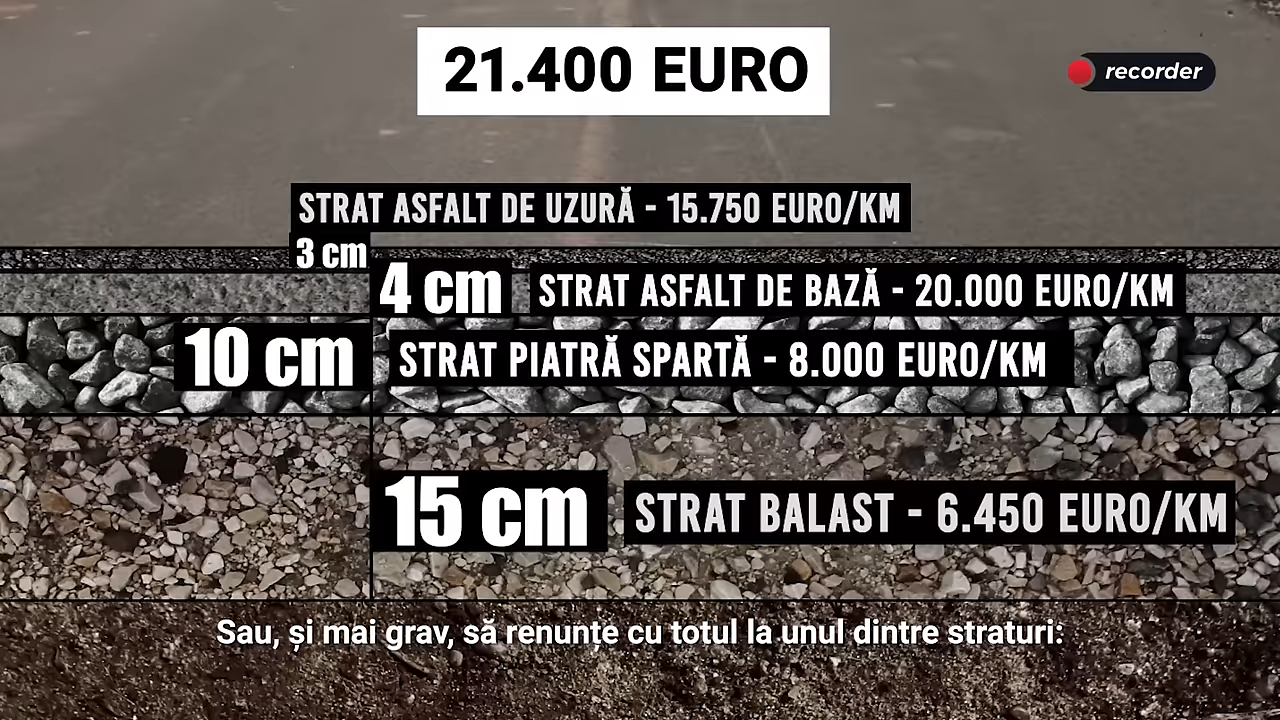 21.400 EURO
recorder
STRAT ASFALT DE UZURĂ - 15.750 EURO/KM
3 cm
4 cm STRAT ASFALT DE BAZĂ - 20.000 EURO/KM
10 cm STRAT PIATRĂ SPARTĂ - 8.000 EURO/KM
15 cm STRAT BALAST - 6.450 EURO/KM
Sau, și mai grav, să renunțe cu totul la unul dintre straturi: